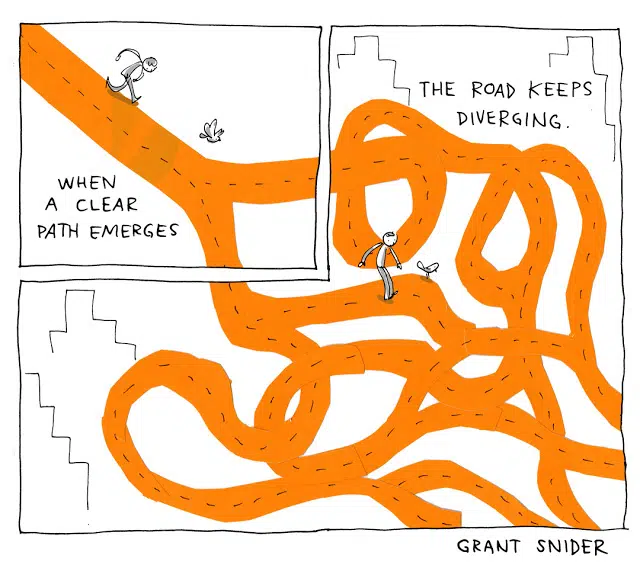 WHEN
A CLEAR
PATH EMERGES
THE ROAD KEEPS
DIVERGING.
GRANT SNIDER